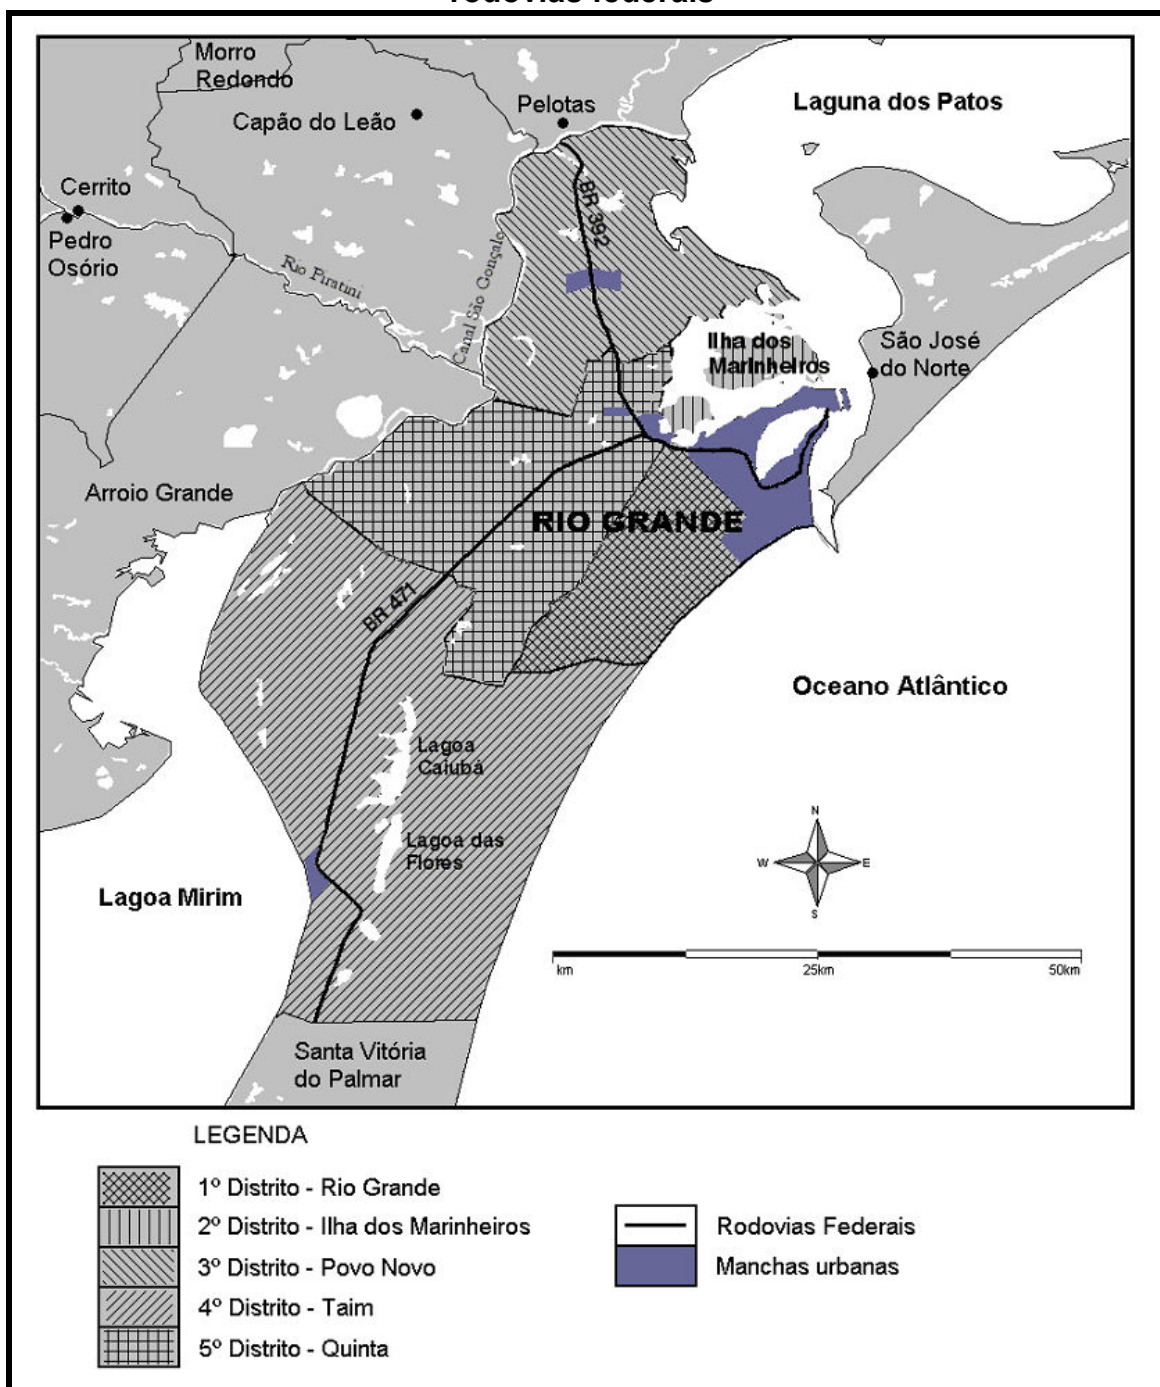 rodovias federais
Morro
Redondo
Capão do Leão
Pelotas
Laguna dos Patos
Cerrito
Pedro
Osório
BR 392
Rio Piratini
Canal São Gonçalo
Ilha dos
Marinheiros
São José
do Norte
Arroio Grande
RIO GRANDE
BR 471
Oceano Atlântico
Lagoa
Caiubá
Lagoa das
Flores
Lagoa Mirim
N
W
E
S
km
25km
50km
Santa Vitória
do Palmar
LEGENDA
1º Distrito - Rio Grande
2º Distrito - Ilha dos Marinheiros
3º Distrito - Povo Novo
4º Distrito - Taim
5º Distrito - Quinta
Rodovias Federais
Manchas urbanas